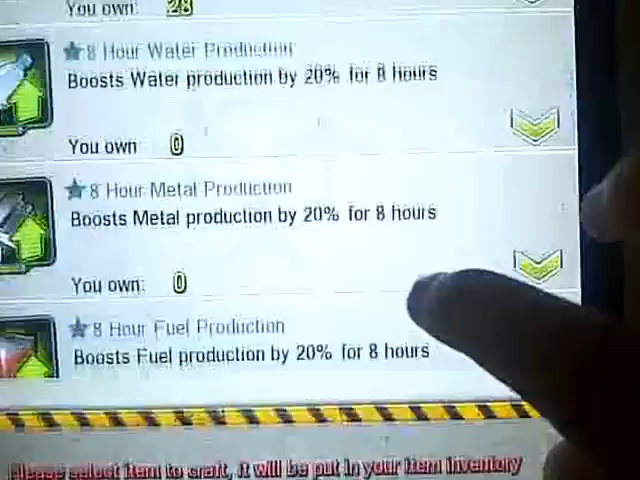 You own: 28
8 Hour Water Production
Boosts Water production by 20% for 8 hours
You own 0
8 Hour Metal Production
Boosts Metal production by 20% for 8 hours
You own: 0
8 Hour Fuel Production
Boosts Fuel production by 20% for 8 hours
Please select item to craft, it will be put in your item inventory